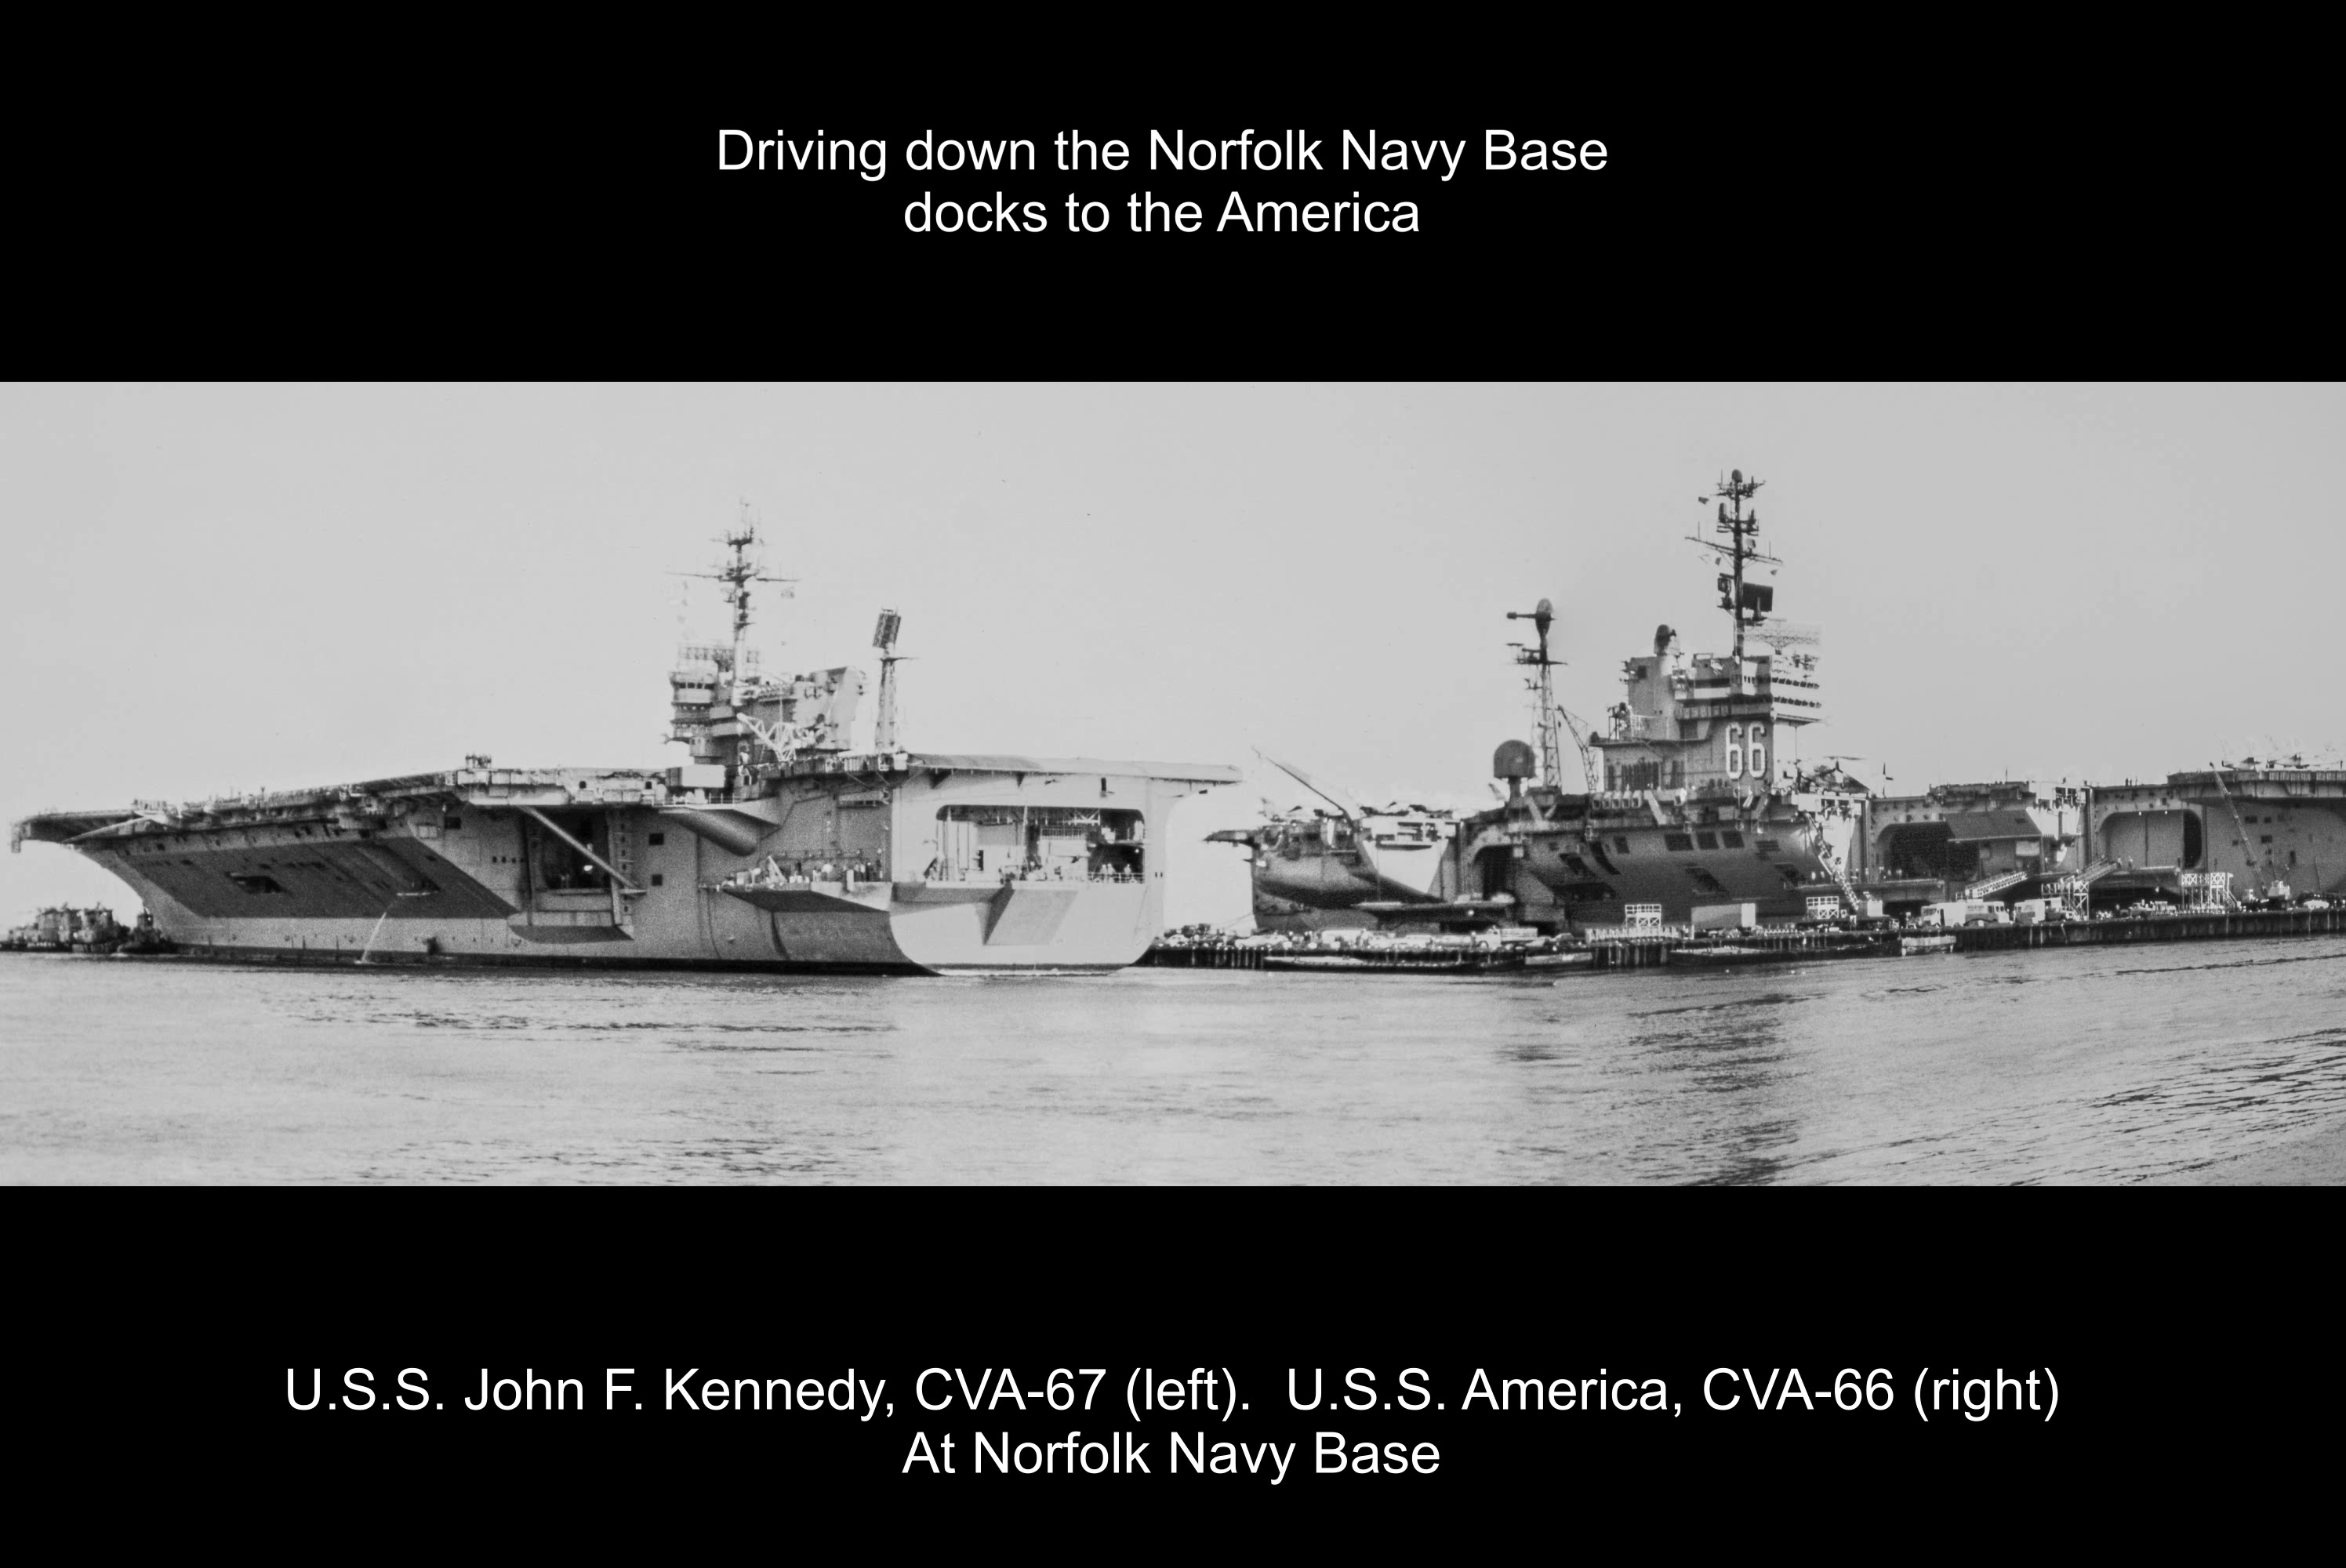 Driving down the Norfolk Navy Base
docks to the America
66
U.S.S. John F. Kennedy, CVA-67 (left).  U.S.S. America, CVA-66 (right)
At Norfolk Navy Base